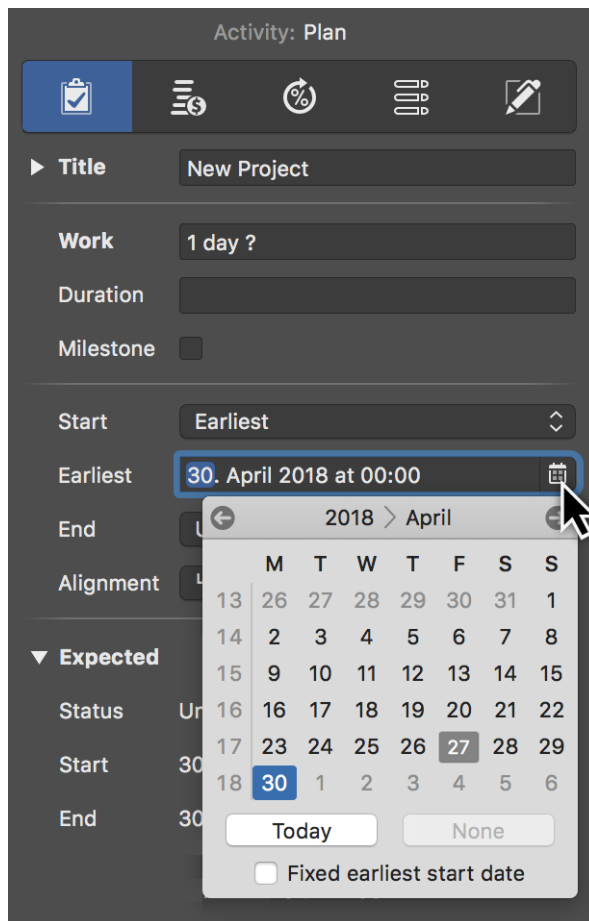 Activity: Plan
Title New Project
Work 1 day ?
Duration
Milestone
Start Earliest
Earliest 30. April 2018 at 00:00
End
2018 > April
Alignment
M T W T F S S
13 26 27 28 29 30 31 1
14 2 3 4 5 6 7 8
15 9 10 11 12 13 14 15
Expected
Status
16 16 17 18 19 20 21 22
17 23 24 25 26 27 28 29
Start 30
18 30 1 2 3 4 5 6
End 30
Today None
Fixed earliest start date